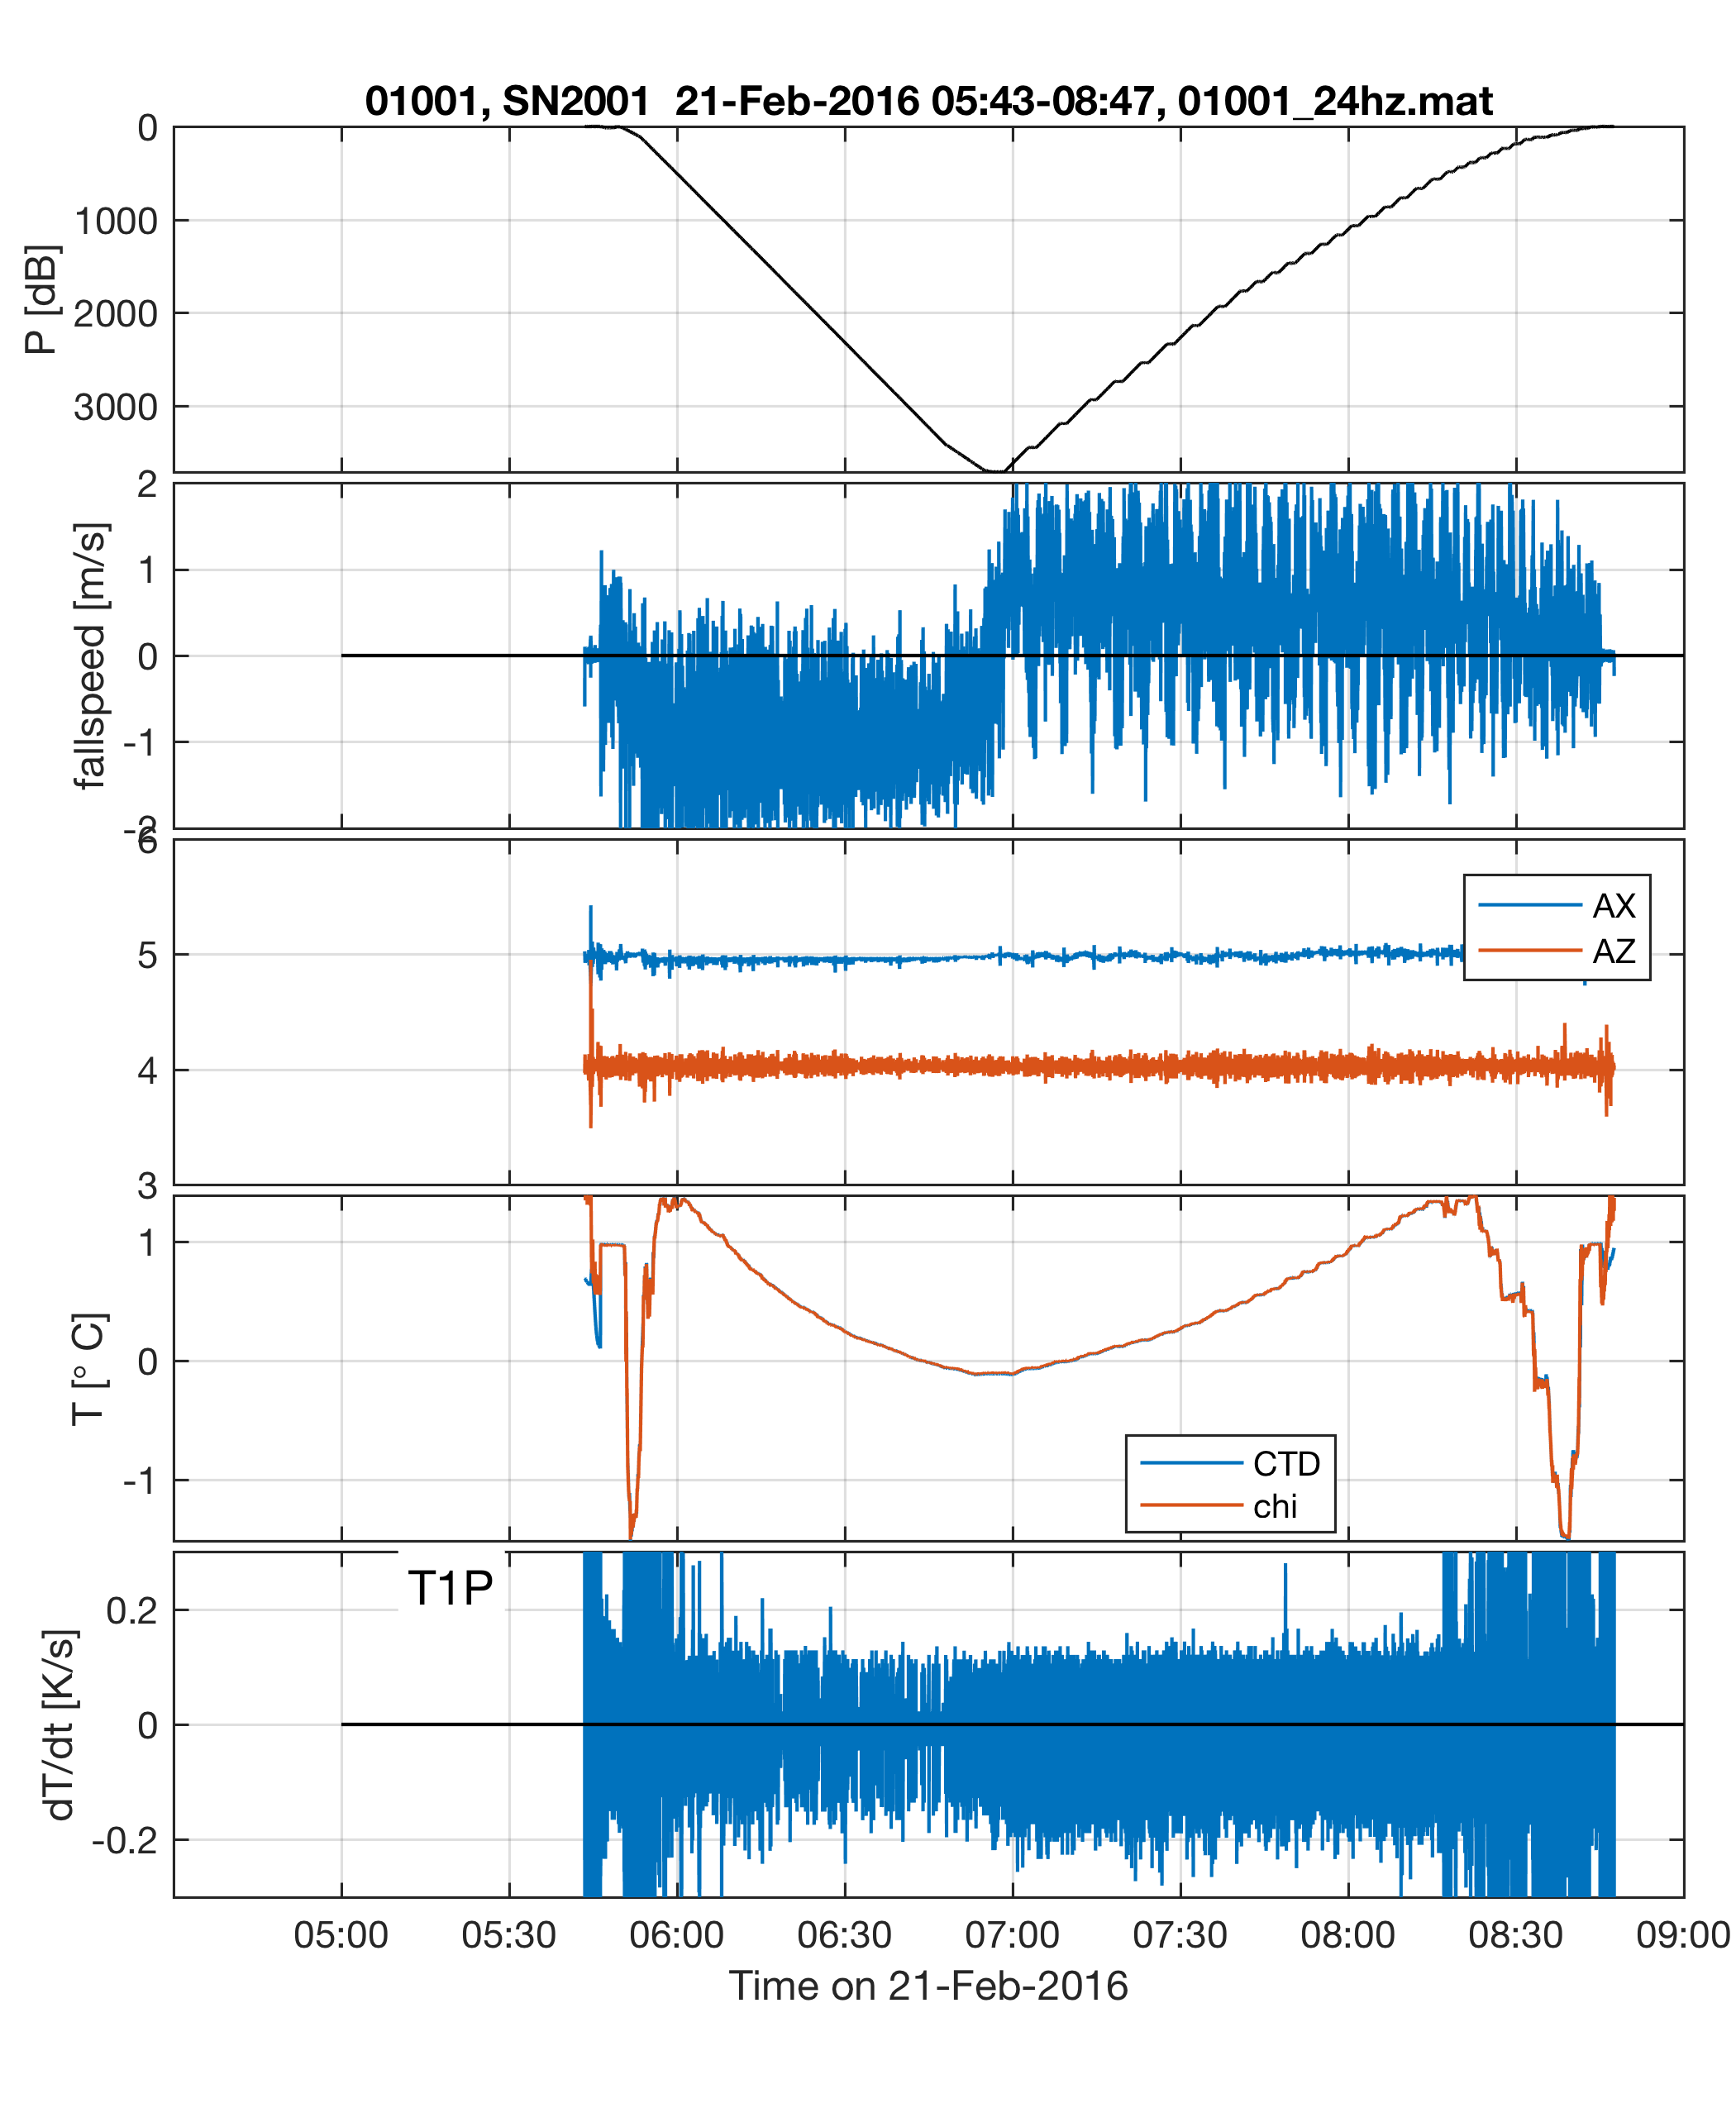 01001, SN2001  21-Feb-2016 05:43-08:47, 01001_24hz.mat
0
1000
2000
3000
P [dB]
2
1
0
-1
-2
fallspeed [m/s]
6
5
4
3
AX
AZ
1
0
-1
T[° C]
CTD
chi
T1P
0.2
0
-0.2
dT/dt [K/s]
05:00 05:30 06:00 06:30 07:00 07:30 08:00 08:30 09:00
Time on 21-Feb-2016